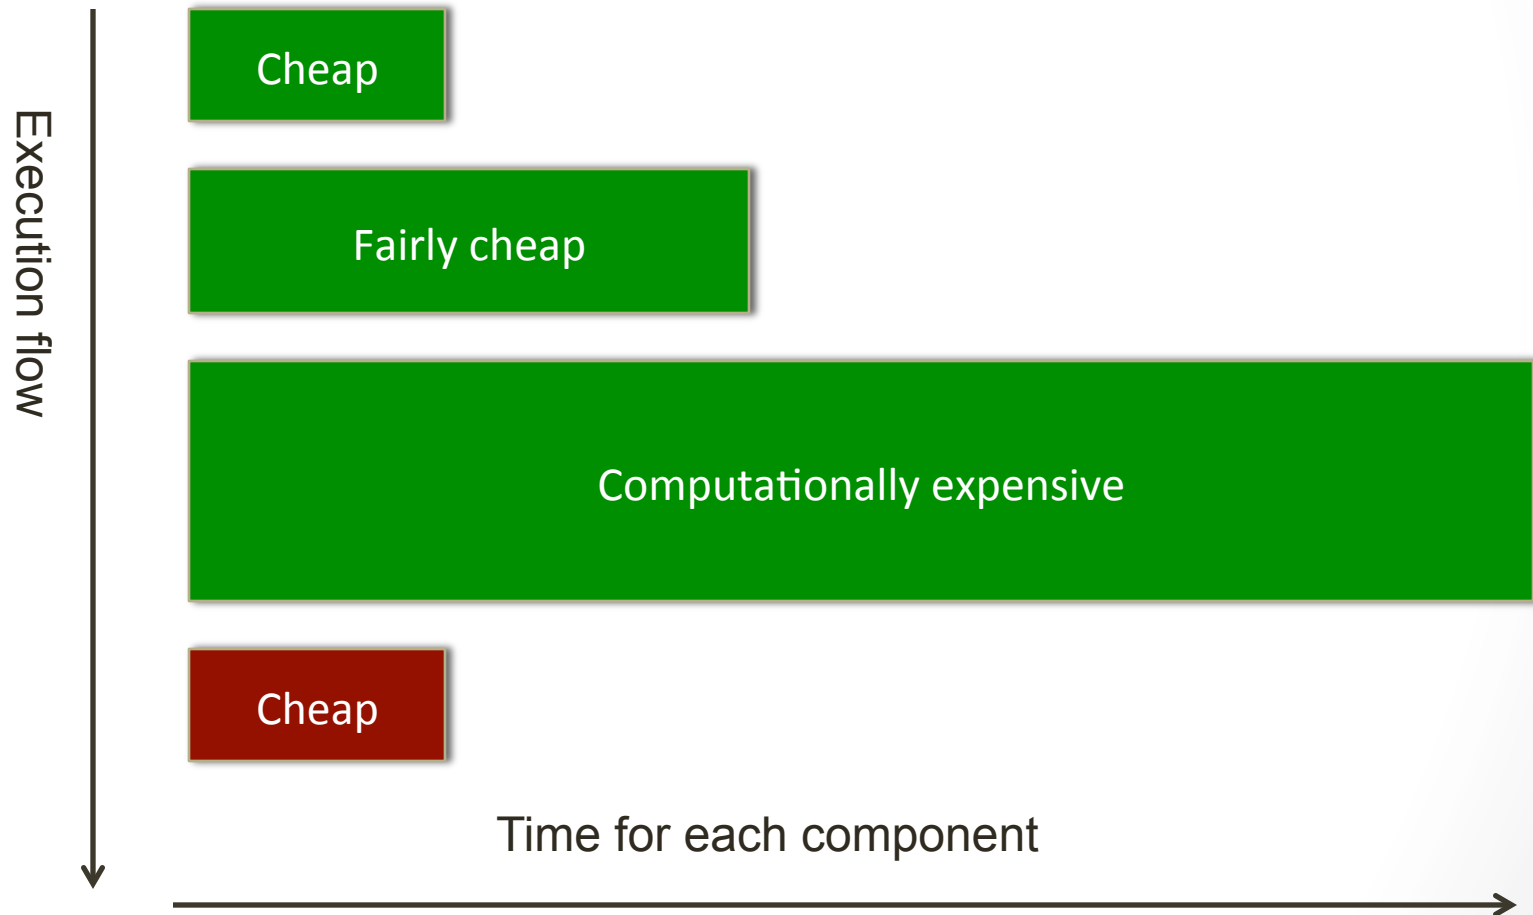 Execution flow
Cheap
Fairly cheap
Computationally expensive
Cheap
Time for each component